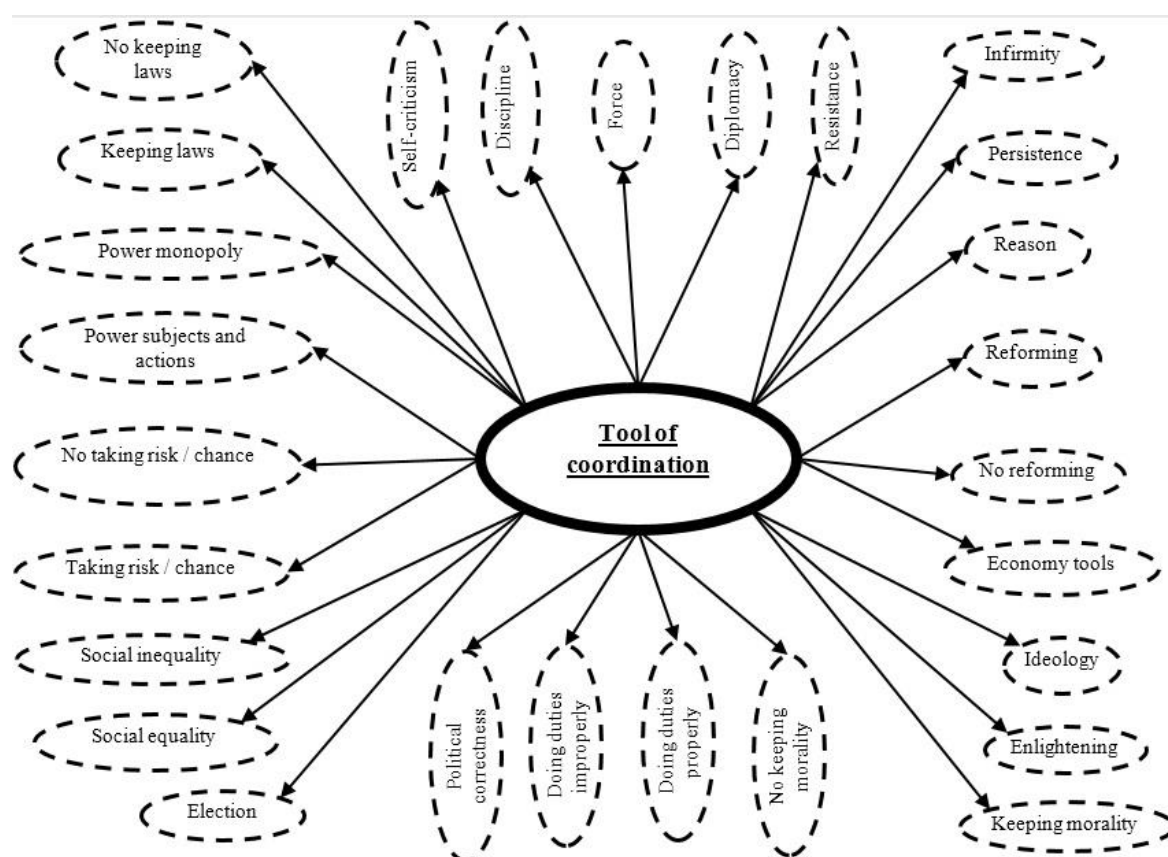 No keeping
laws
Self-criticism
Discipline
Force
Diplomacy
Resistance
Infirmity
Keeping laws
Persistence
Power monopoly
Reason
Power subjects and
actions
Reforming
Tool of
coordination
No taking risk / chance
No reforming
Taking risk / chance
Economy tools
Social inequality
Ideology
Social equality
Political
correctness
Doing duties
improperly
Doing duties
properly
No keeping
morality
Enlightening
Election
Keeping morality